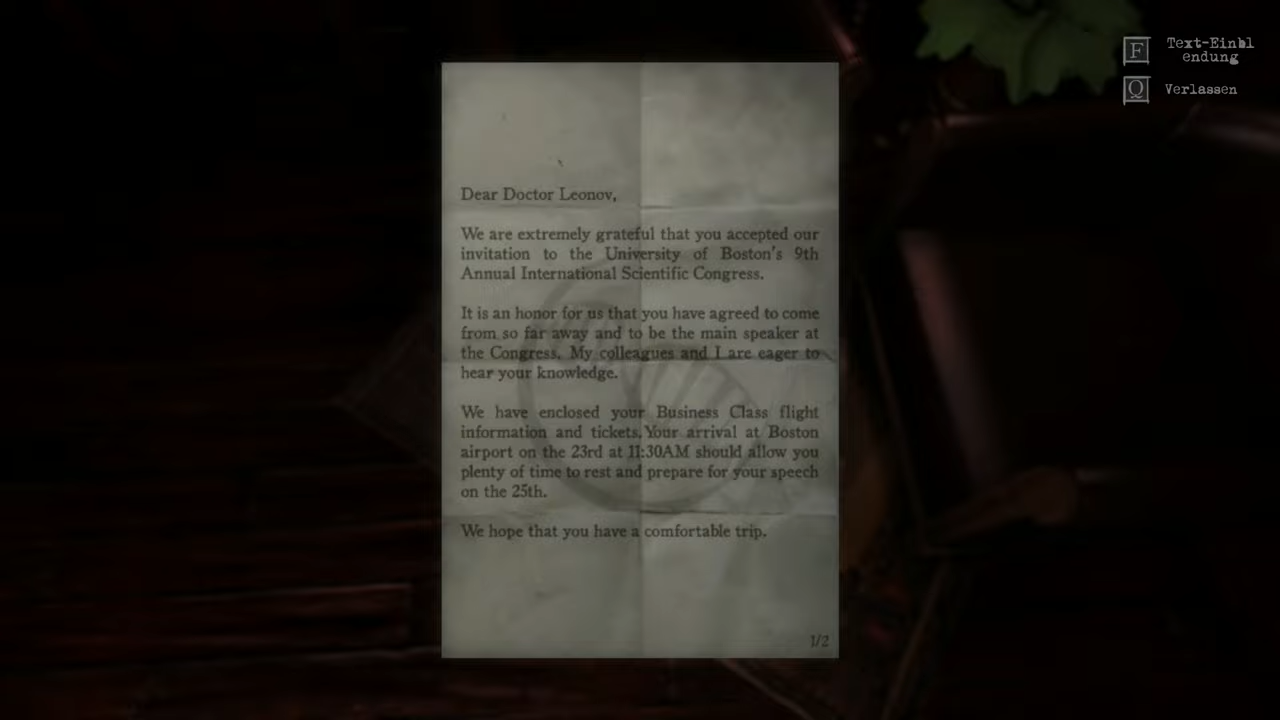 Dear Doctor Leonov,
We are extremely grateful that you accepted our
invitation to the University of Boston's 9th
Annual International Scientific Congress.
It is an honor for us that you have agreed to come
from so far away and to be the main speaker at
the Congress. My colleagues and I are eager to
hear your knowledge.
We have enclosed your Business Class flight
information and tickets. Your arrival at Boston
airport on the 23rd at 11:30AM should allow you
plenty of time to rest and prepare for your speech
on the 25th.
We hope that you have a comfortable trip.
1/2
F Text-Einbl
endung
Q Verlassen